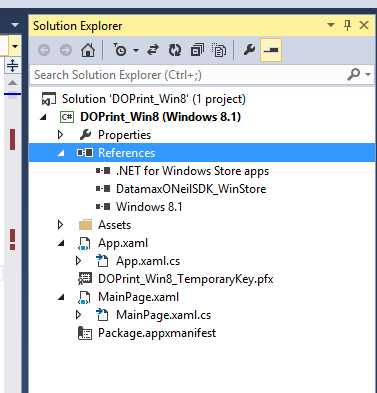 Solution Explorer
Search Solution Explorer (Ctrl+;)
Solution 'DOPrint_Win8' (1 project)
C# DOPrint_Win8 (Windows 8.1)
Properties
References
.NET for Windows Store apps
DatamaxONeilSDK_WinStore
Windows 8.1
Assets
App.xaml
App.xaml.cs
DOPrint_Win8_TemporaryKey.pfx
MainPage.xaml
MainPage.xaml.cs
Package.appxmanifest